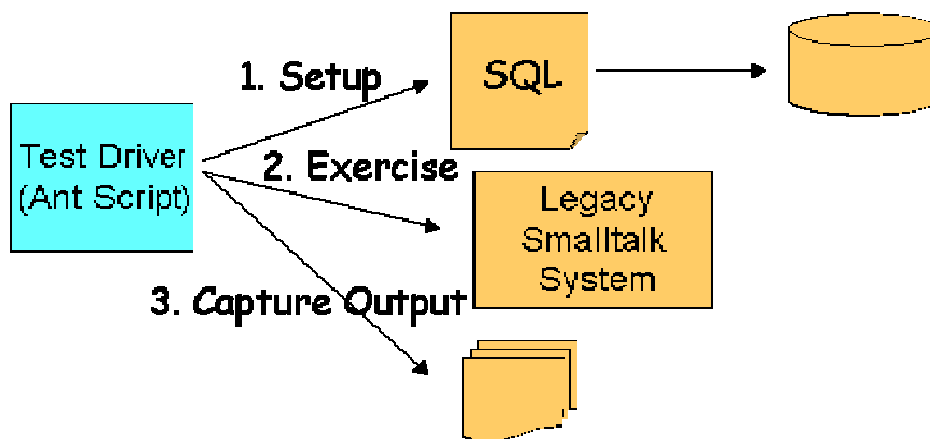 1. Setup
SQL
Test Driver
(Ant Script)
2. Exercise
Legacy
Smalltalk
System
3. Capture Output